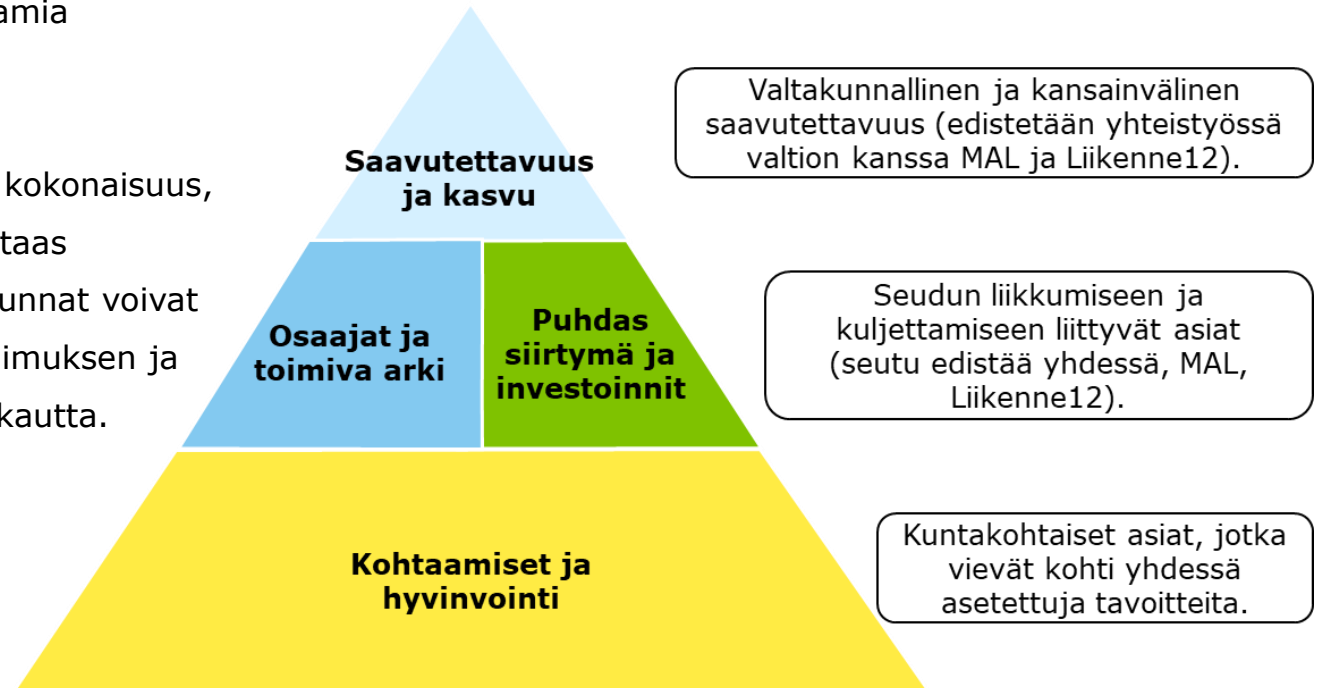 amia
kokonaisuus,
taas
unnat voivat
imuksen ja
kautta.
Saavutettavuus
ja kasvu
Osaajat ja
toimiva arki
Puhdas
siirtymä ja
investoinnit
Kohtaamiset ja
hyvinvointi
Valtakunnallinen ja kansainvälinen
saavutettavuus (edistetään yhteistyössä
valtion kanssa MAL ja Liikenne12).
Seudun liikkumiseen ja
kuljettamiseen liittyvät asiat
(seutu edistää yhdessä, MAL,
Liikenne12).
Kuntakohtaiset asiat, jotka
vievät kohti yhdessä
asetettuja tavoitteita.